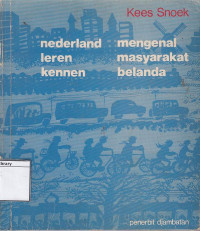 Kees Snoek
nederland mengenal
leren masyarakat
kennen belanda
penerbit djambatan